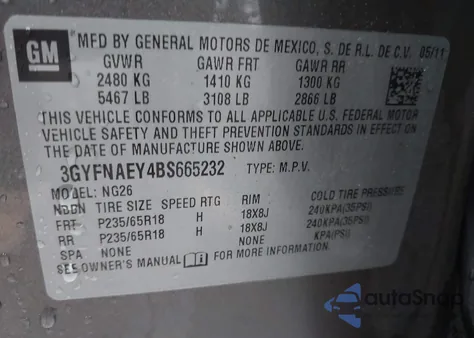 GM
MFD BY GENERAL MOTORS DE MEXICO, S. DE R.L. DE C.V. 05/11
GVWR GAWR FRT GAWR RR
2480 KG 1410 KG 1300 KG
5467 LB 3108 LB 2866 LB
THIS VEHICLE CONFORMS TO ALL APPLICABLE U.S. FEDERAL MOTOR
VEHICLE SAFETY AND THEFT PREVENTION STANDARDS IN EFFECT ON
THE DATE OF MANUFACTURE SHOWN ABOVE.
3GYFNAEY4BS665232 TYPE: M.P.V.
MODEL: NG26
TIRE SIZE SPEED RTG RIM COLD TIRE PRESSURE
FRT P235/65R18 H 18X8J 240KPA(35PSI)
RR P235/65R18 H 18X8J 240KPA(35PSI)
SPA NONE NONE KPA(PSI)
SEE OWNER'S MANUAL FOR MORE INFORMATION.
autoSnap